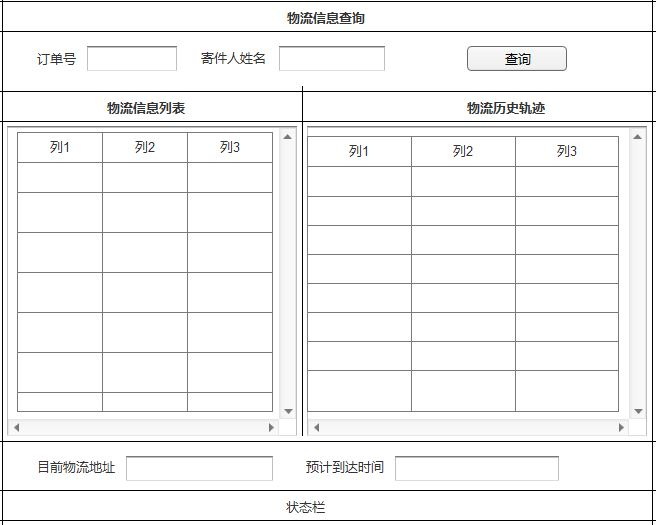 物流信息查询
订单号 寄件人姓名 查询
物流信息列表 物流历史轨迹
列1 列2 列3 列1 列2 列3
目前物流地址 预计到达时间
状态栏